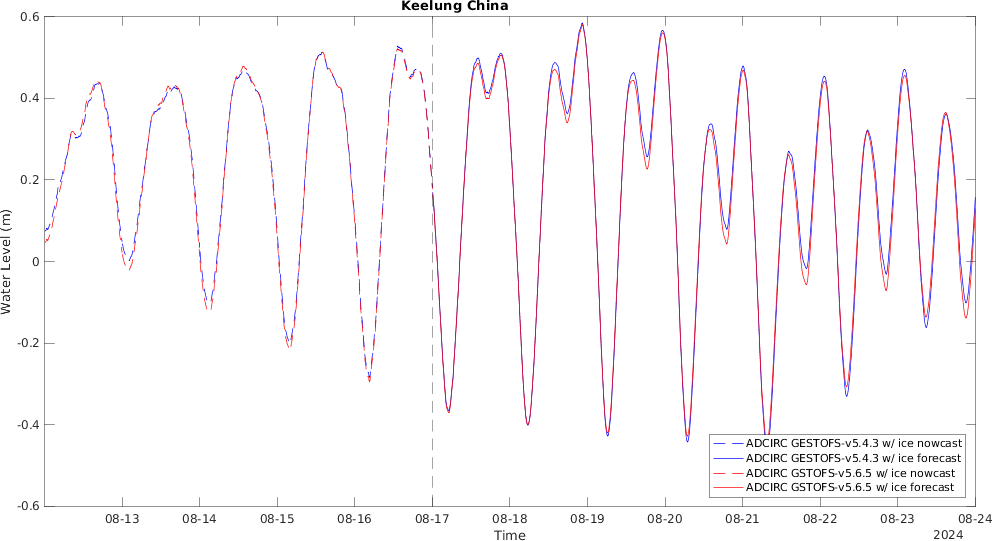 Keelung China
Water Level (m)
0.6
0.4
0.2
0
-0.2
-0.4
-0.6
08-13
08-14
08-15
08-16
08-17
08-18
08-19
08-20
08-21
08-22
08-23
08-24
Time
2024
ADCIRC GESTOFS-v5.4.3 w/ ice nowcast
ADCIRC GESTOFS-v5.4.3 w/ ice forecast
ADCIRC GSTOFS-v5.6.5 w/ ice nowcast
ADCIRC GSTOFS-v5.6.5 w/ ice forecast